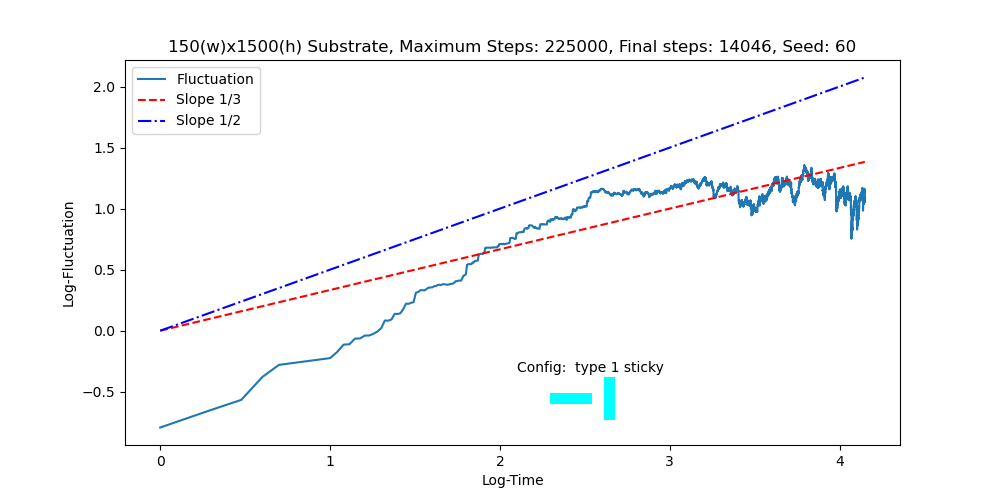 150(w)x1500(h) Substrate, Maximum Steps: 225000, Final steps: 14046, Seed: 60
Fluctuation
Slope 1/3
Slope 1/2
2.0
1.5
1.0
0.5
0.0
−0.5
Log-Fluctuation
Config:  type 1 sticky
0 1 2 3 4
Log-Time